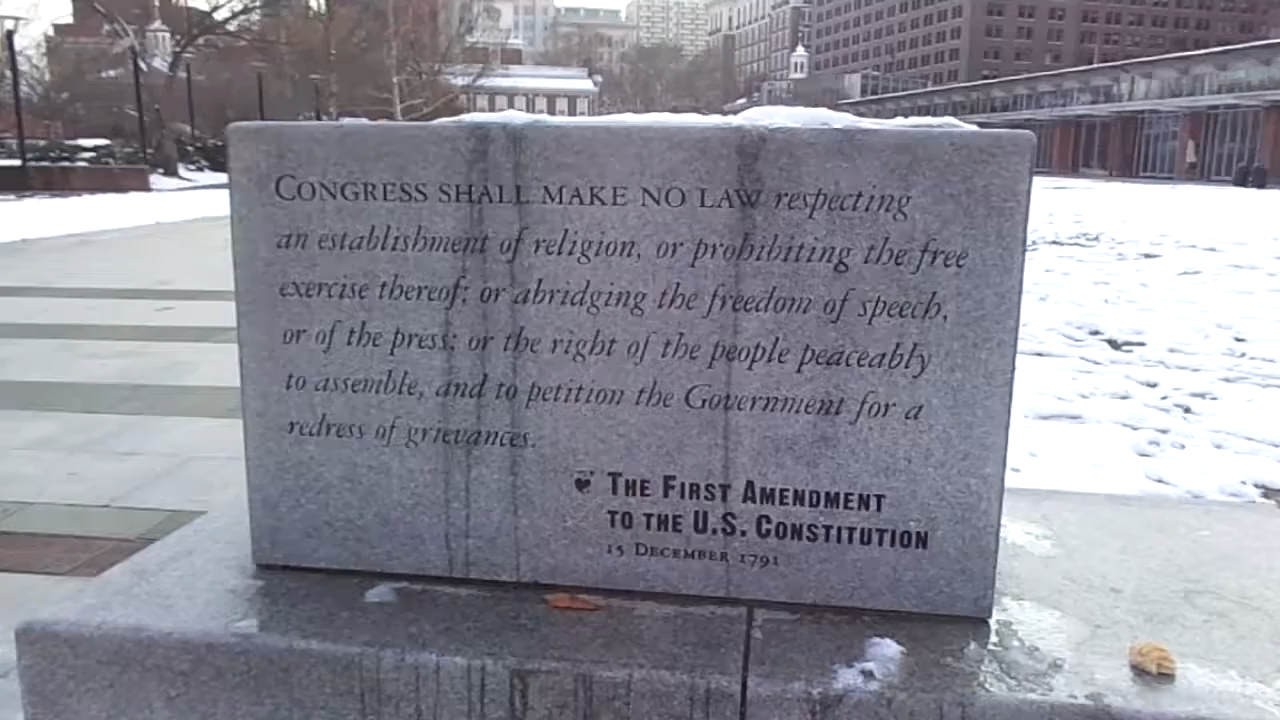 CONGRESS SHALL MAKE NO LAW respecting
an establishment of religion, or prohibiting the free
exercise thereof; or abridging the freedom of speech,
or of the press; or the right of the people peaceably
to assemble, and to petition the Government for a
redress of grievances.
THE FIRST AMENDMENT
TO THE U.S. CONSTITUTION
15 DECEMBER 1791